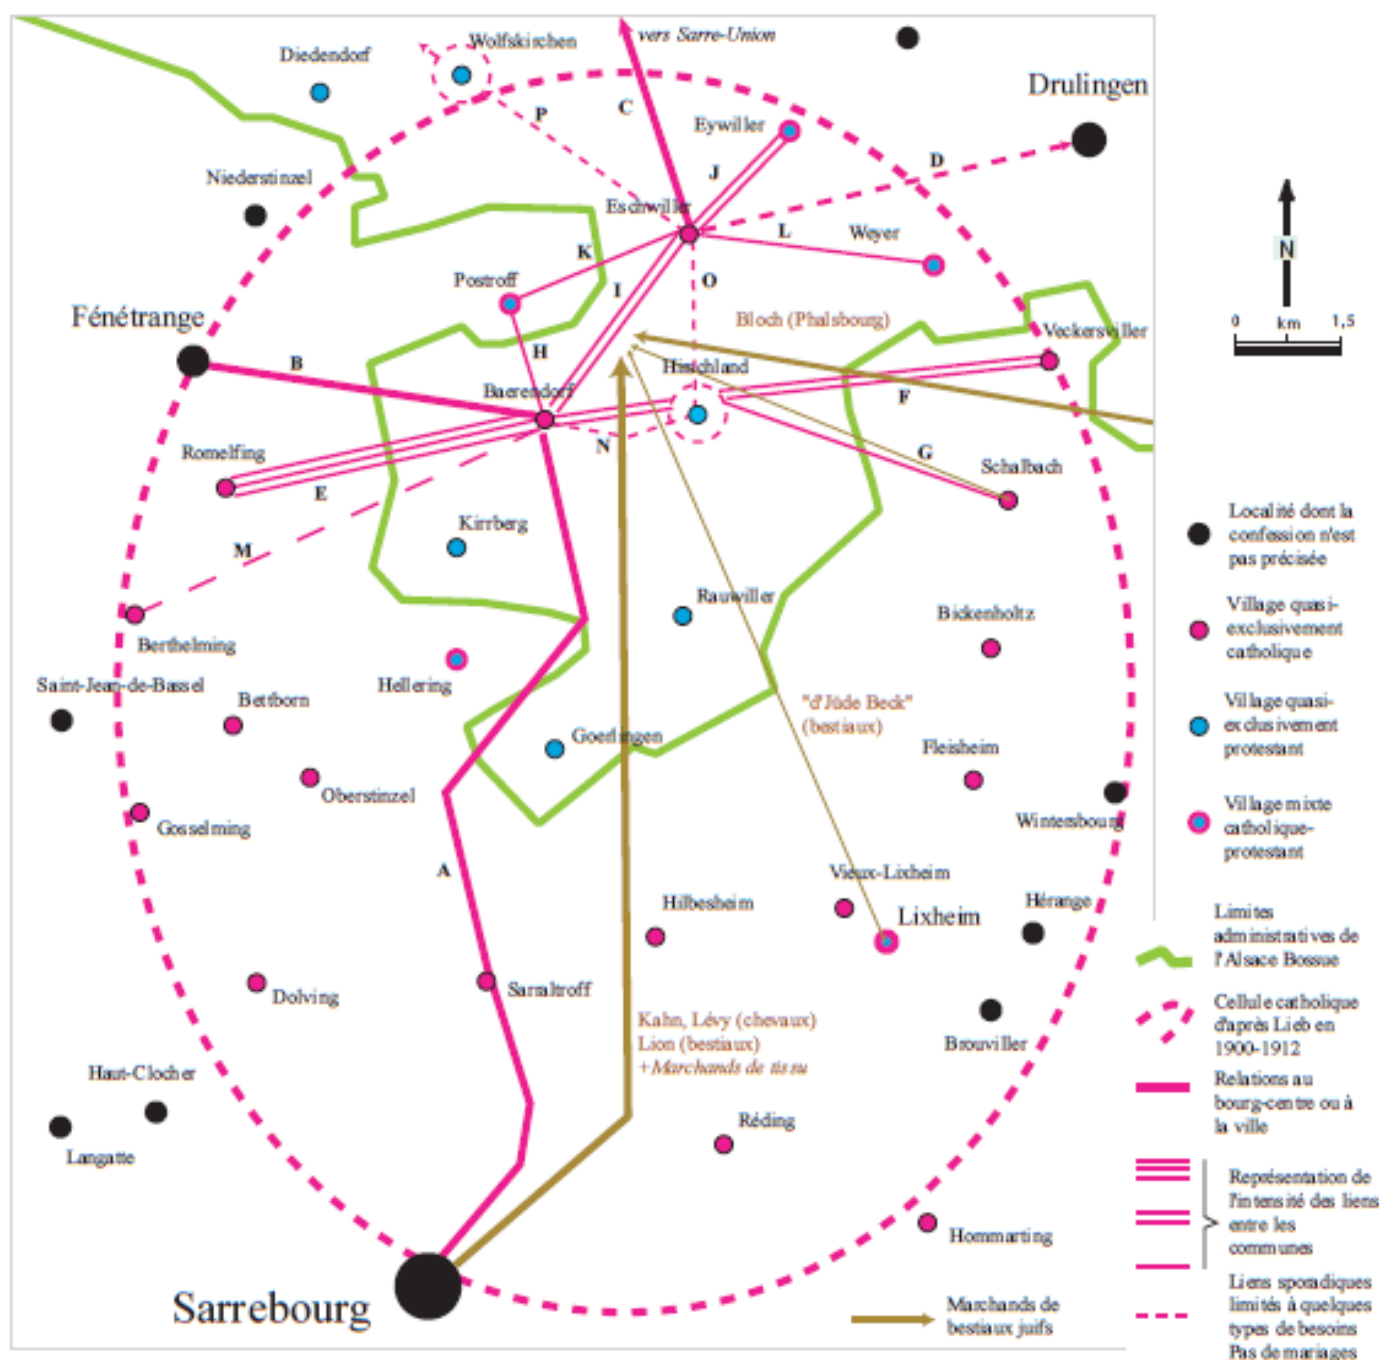 vers Sarre-Union
Wolfskirchen
Diedendorf
Drulingen
P
C
Eywiller
D
J
Niederstinzel
Eschwiller
L
Weyer
K
N
Postroff
I
O
Fénétrange
Bloch (Phalsbourg)
0 km 1,5
Veckersviller
B
H
Hirschland
Baerendorf
F
N
Romelfing
G
Schalbach
E
Kirrberg
M
Localité dont la
confession n'est
pas précisée
Rauwiller
Bickenholtz
Village quasi-
exclusivement
catholique
Berthelming
Saint-Jean-de-Bassel
Hellering
Bettborn
"d'Jüde Beck"
(bestiaux)
Village quasi-
exclusivement
protestant
Goerlingen
Fleisheim
Oberstinzel
Gosselming
Wintersbourg
Village mixte
catholique-
protestant
A
Vieux-Lixheim
Hilbesheim
Lixheim
Hérange
Limites
administratives de
l'Alsace Bossue
Dolving
Sarraltroff
Kahn, Lévy (chevaux)
Lion (bestiaux)
+Marchands de tissu
Brouviller
Cellule catholique
d'après Lieb en
1900-1912
Haut-Clocher
Relations au
bourg-centre ou à
la ville
Réding
Langatte
Représentation de
l'intensité des liens
entre les
communes
Hommarting
Sarrebourg
Marchands de
bestiaux juifs
Liens sporadiques
limités à quelques
types de besoins
Pas de mariages